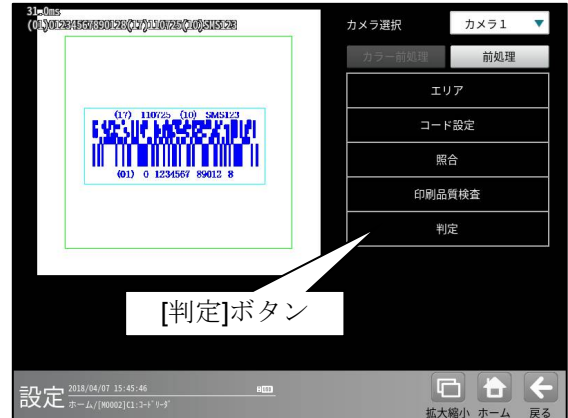 31.0ms
(01)01234567890128(17)110725(10)SMS123
カメラ選択
カメラ1
カラー前処理
前処理
エリア
コード設定
照合
印刷品質検査
判定
(17) 110725 (10) SMS123
(01) 0 1234567 89012 8
[判定]ボタン
設定
2018/04/07 15:45:46
ホーム/[M0002]C1:コードリーダ
拡大縮小
ホーム
戻る